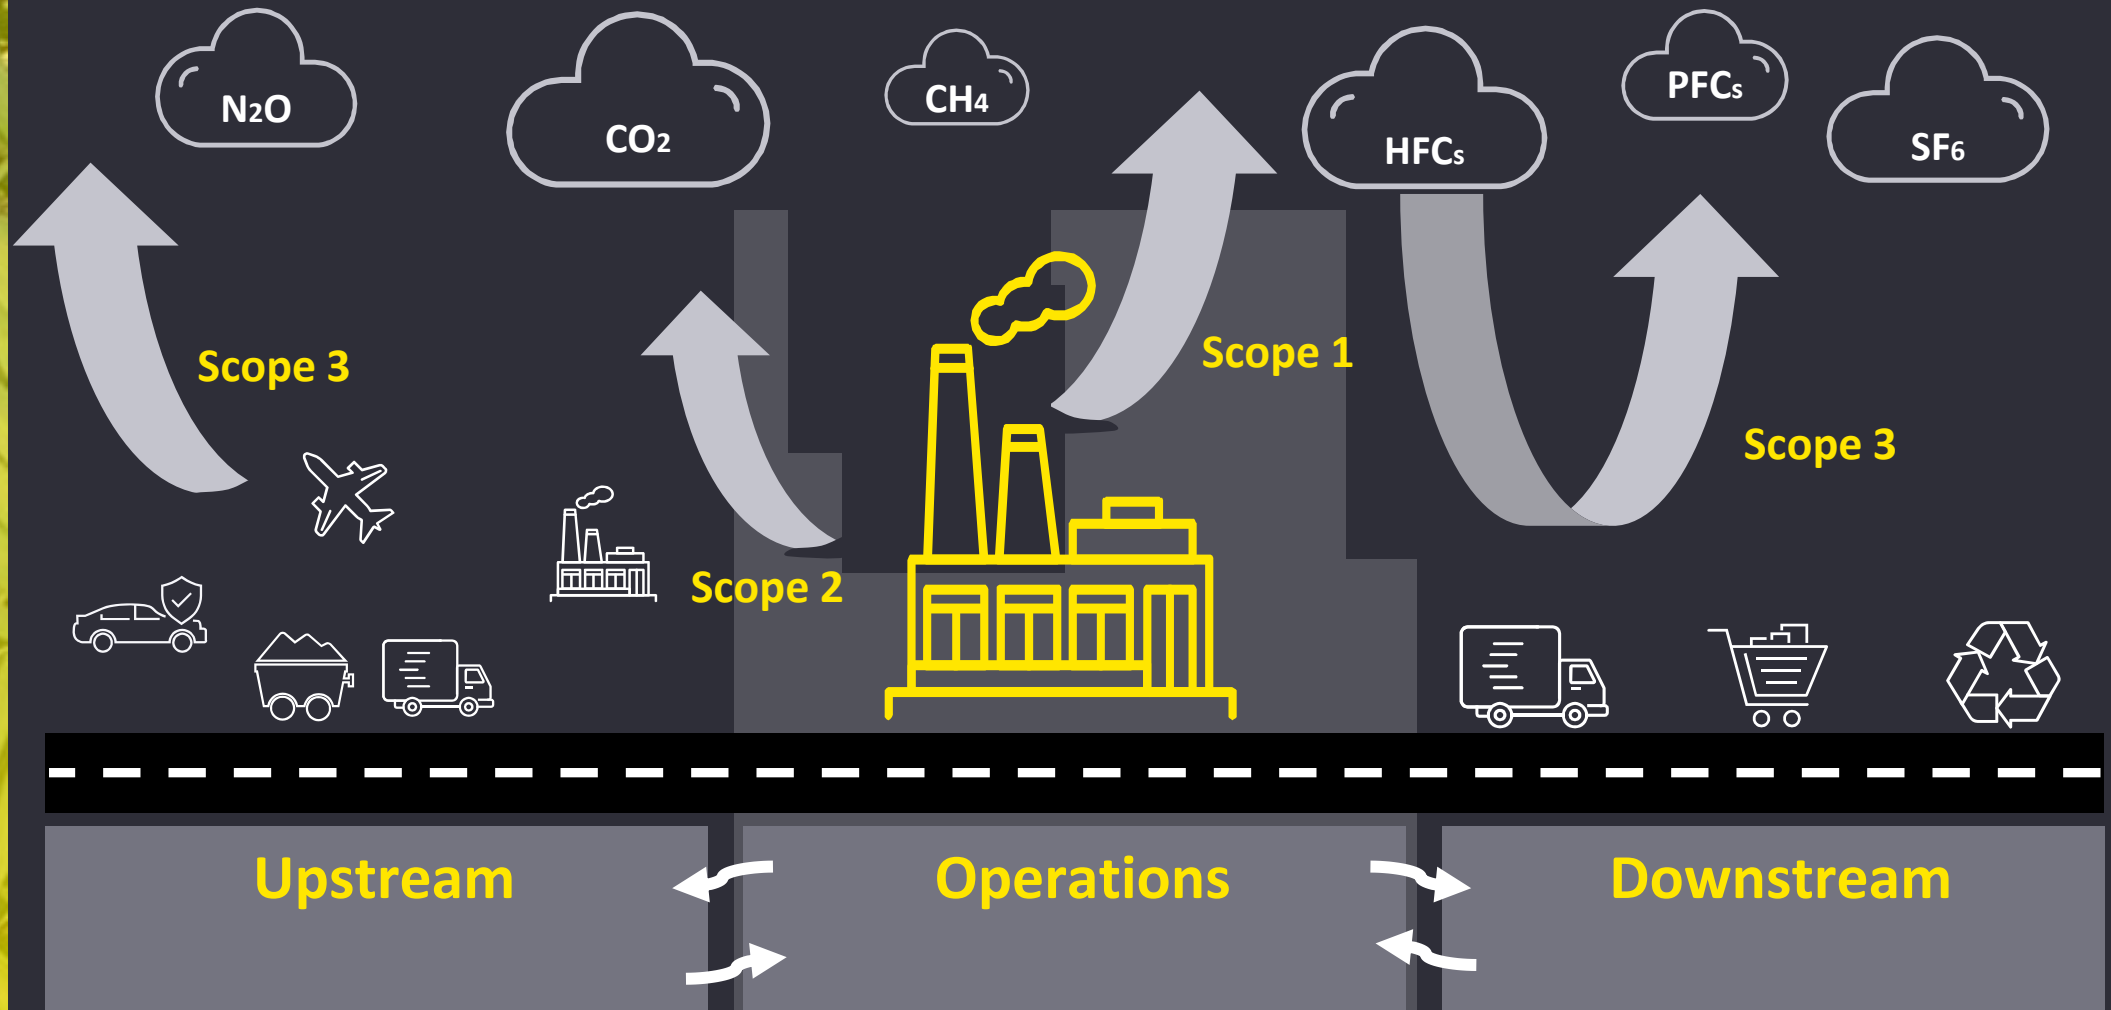 N₂O
CO₂
CH₄
HFCs
PFCs
SF₆
Scope 3
Scope 1
Scope 3
Scope 2
Upstream
Operations
Downstream